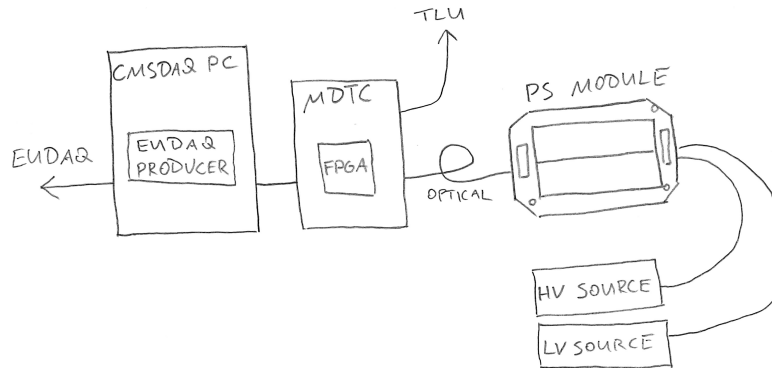 TLU
CMSDAQ PC
MDTC
PS MODULE
EUDAQ
EUDAQ
PRODUCER
FPGA
OPTICAL
HV SOURCE
LV SOURCE